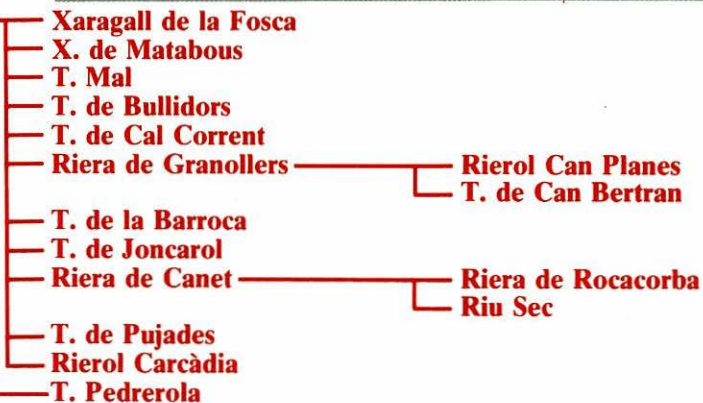 Xaragall de la Fosca
X. de Matabous
T. Mal
T. de Bullidors
T. de Cal Corrent
Riera de Granollers Rierol Can Planes
T. de Can Bertran
T. de la Barroca
T. de Joncarol
Riera de Canet Riera de Rocacorba
Riu Sec
T. de Pujades
Rierol Carcàdia
T. Pedrerola